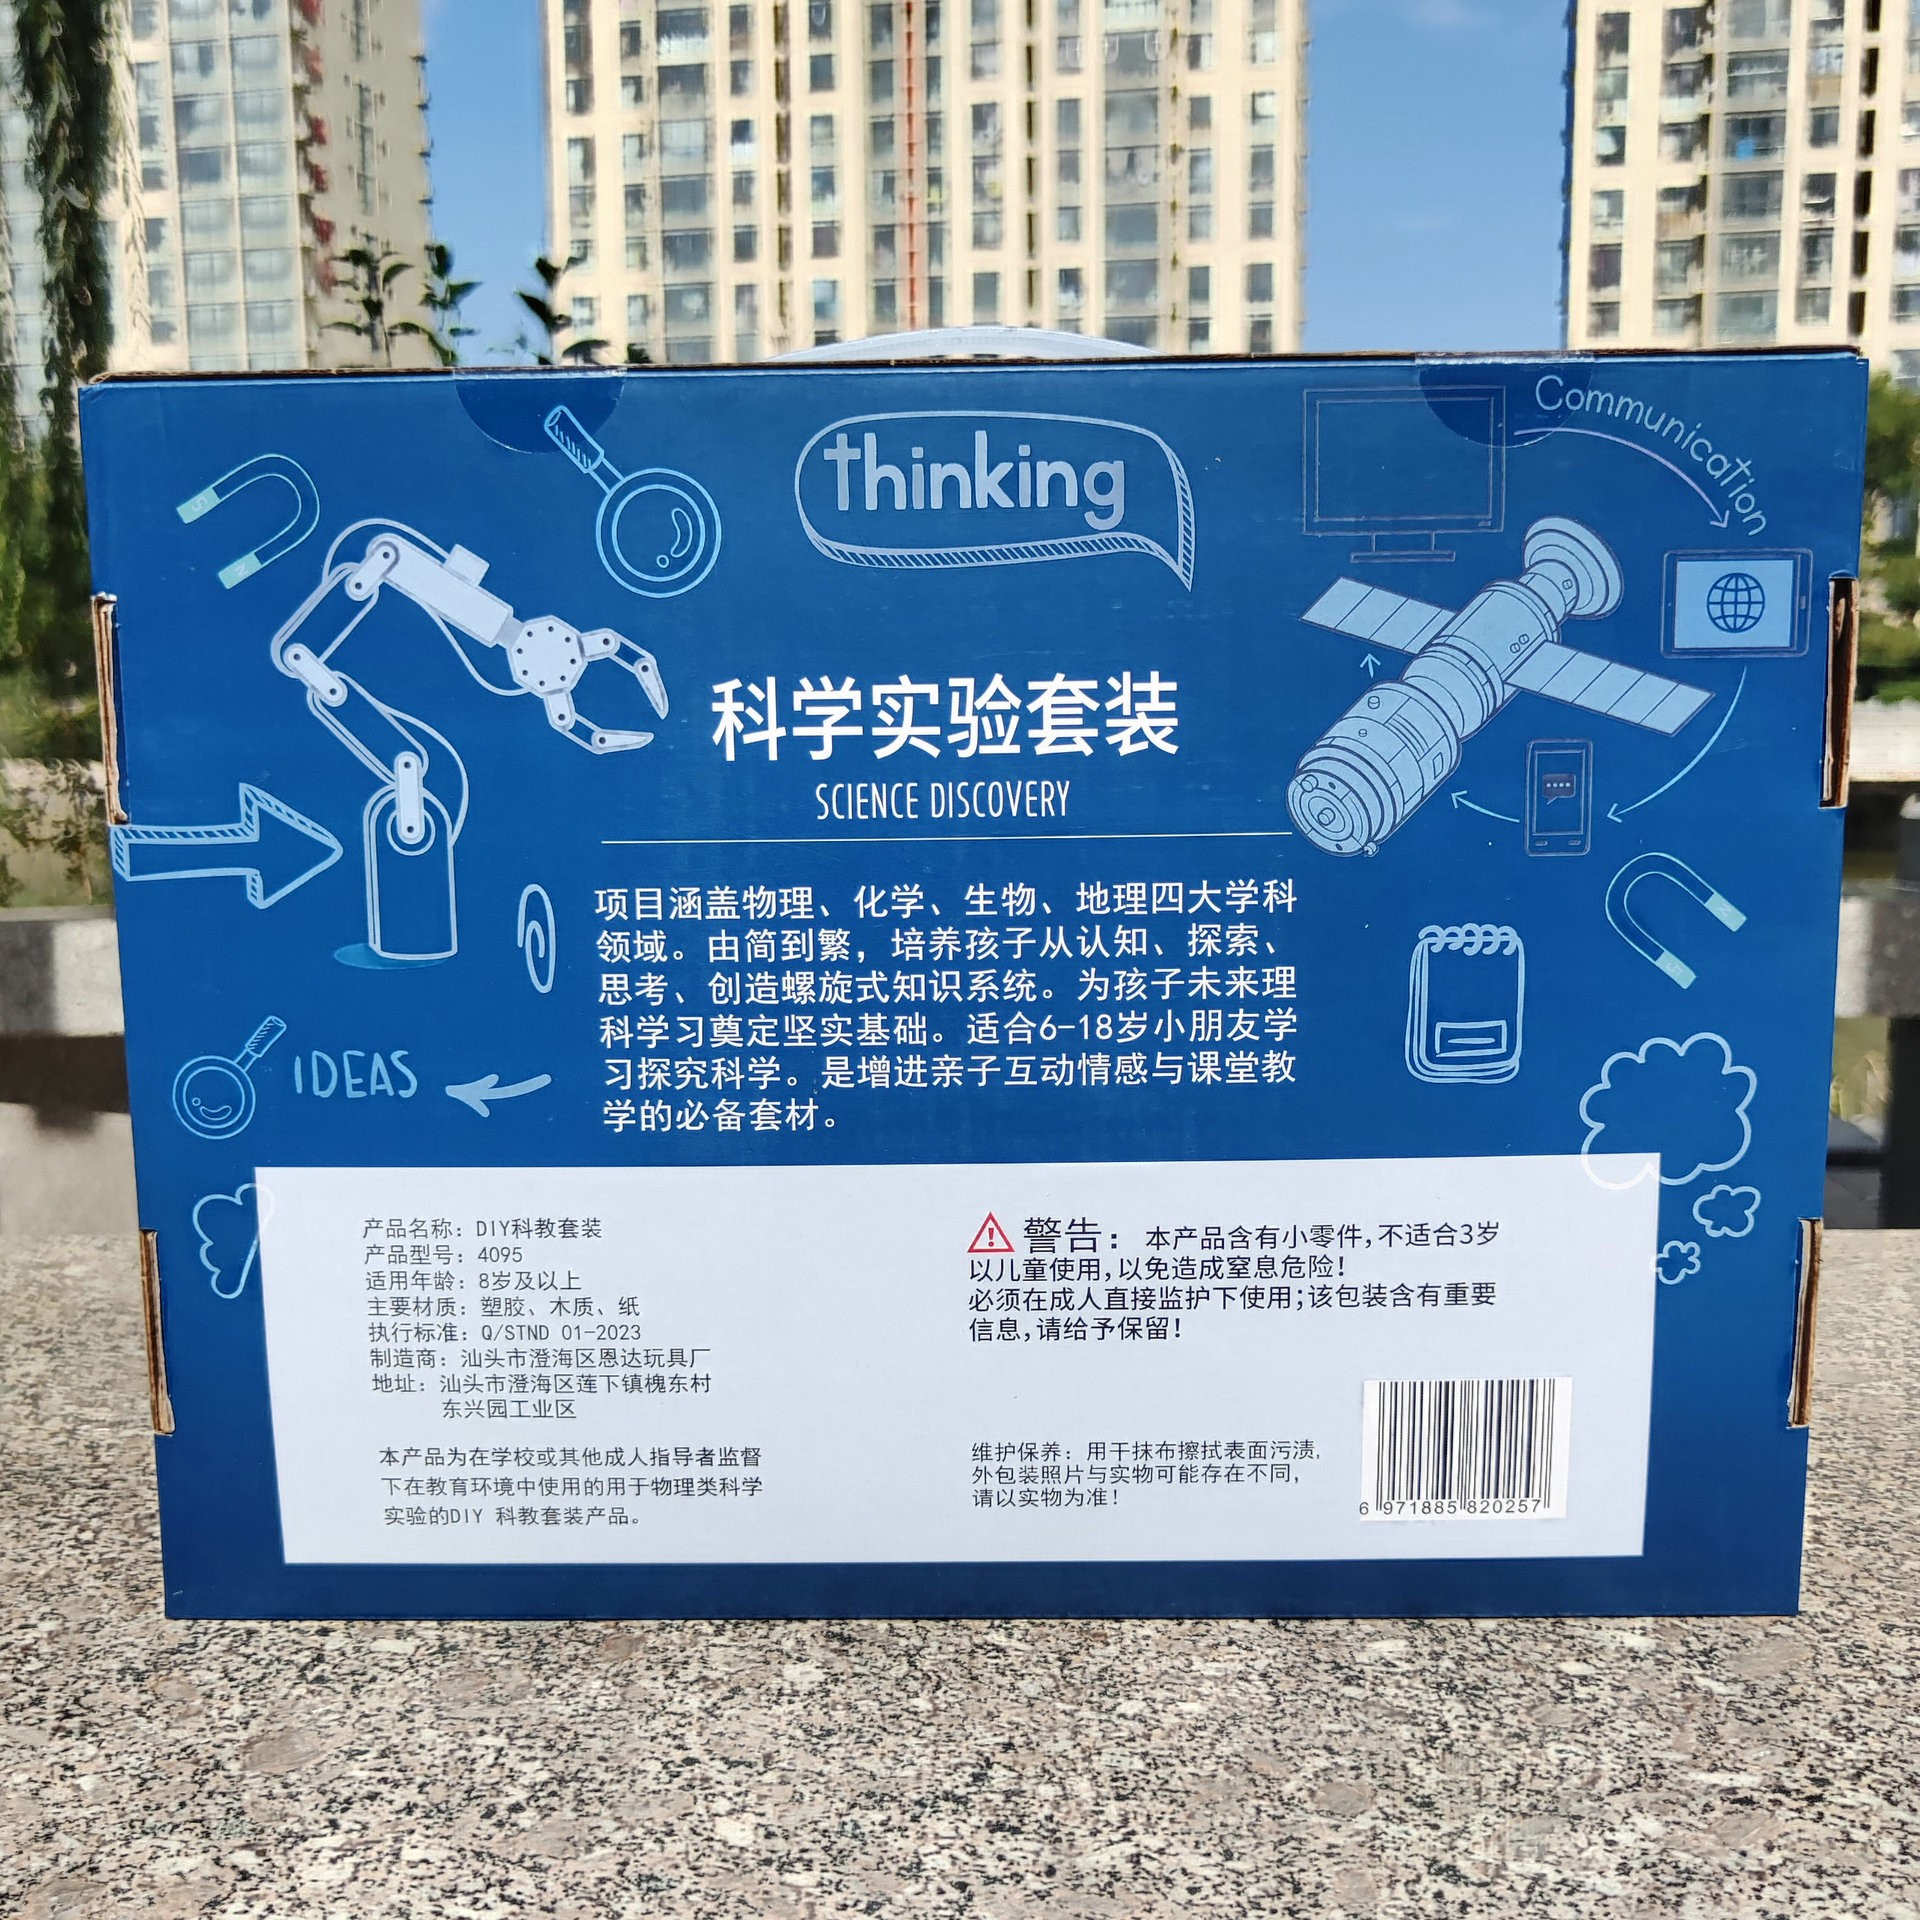 thinking
Communication
科学实验套装
SCIENCE DISCOVERY
项目涵盖物理、化学、生物、地理四大学科
领域。由简到繁，培养孩子从认知、探索、
思考、创造螺旋式知识系统。为孩子未来理
科学习奠定坚实基础。适合6-18岁小朋友学
习探究科学。是增进亲子互动情感与课堂教
学的必备套材。
IDEAS
S
N
产品名称：DIY科教套装
产品型号：4095
适用年龄：8岁及以上
主要材质：塑胶、木质、纸
执行标准：Q/STND 01-2023
制造商：汕头市澄海区恩达玩具厂
地址：汕头市澄海区莲下镇槐东村
东兴园工业区
本产品为在学校或其他成人指导者监督
下在教育环境中使用的用于物理类科学
实验的DIY 科教套装产品。
警告：本产品含有小零件,不适合3岁
以儿童使用,以免造成窒息危险！
必须在成人直接监护下使用;该包装含有重要
信息,请给予保留！
维护保养：用干抹布擦拭表面污渍,
外包装照片与实物可能存在不同,
请以实物为准！
6 971885 820257